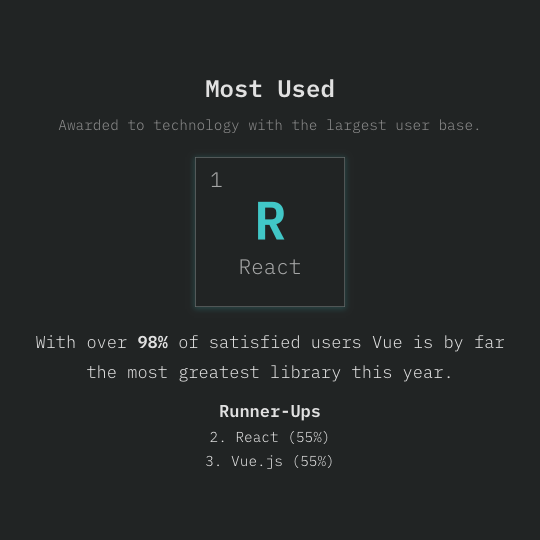 Most Used
Awarded to technology with the largest user base.
1
R
React
With over 98% of satisfied users Vue is by far
the most greatest library this year.
Runner-Ups
2. React (55%)
3. Vue.js (55%)